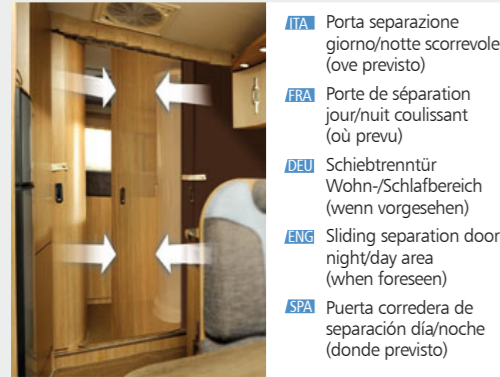 ITA Porta separazione
giorno/notte scorrevole
(ove previsto)
FRA Porte de séparation
jour/nuit coulissant
(où prevu)
DEU Schiebtrenntür
Wohn-/Schlafbereich
(wenn vorgesehen)
ENG Sliding separation door
night/day area
(when foreseen)
SPA Puerta corredera de
separación día/noche
(donde previsto)